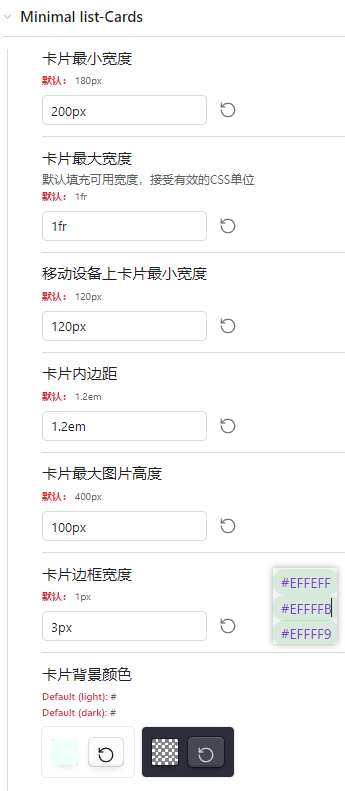 Minimal list-Cards
卡片最小宽度
默认： 180px
200px
卡片最大宽度
默认填充可用宽度，接受有效的CSS单位
默认： 1fr
1fr
移动设备上卡片最小宽度
默认： 120px
120px
卡片内边距
默认： 1.2em
1.2em
卡片最大图片高度
默认： 400px
100px
卡片边框宽度
默认： 1px
3px
#EFFEFF
#EFFFFB
#EFFFF9
卡片背景颜色
Default (light): #
Default (dark): #